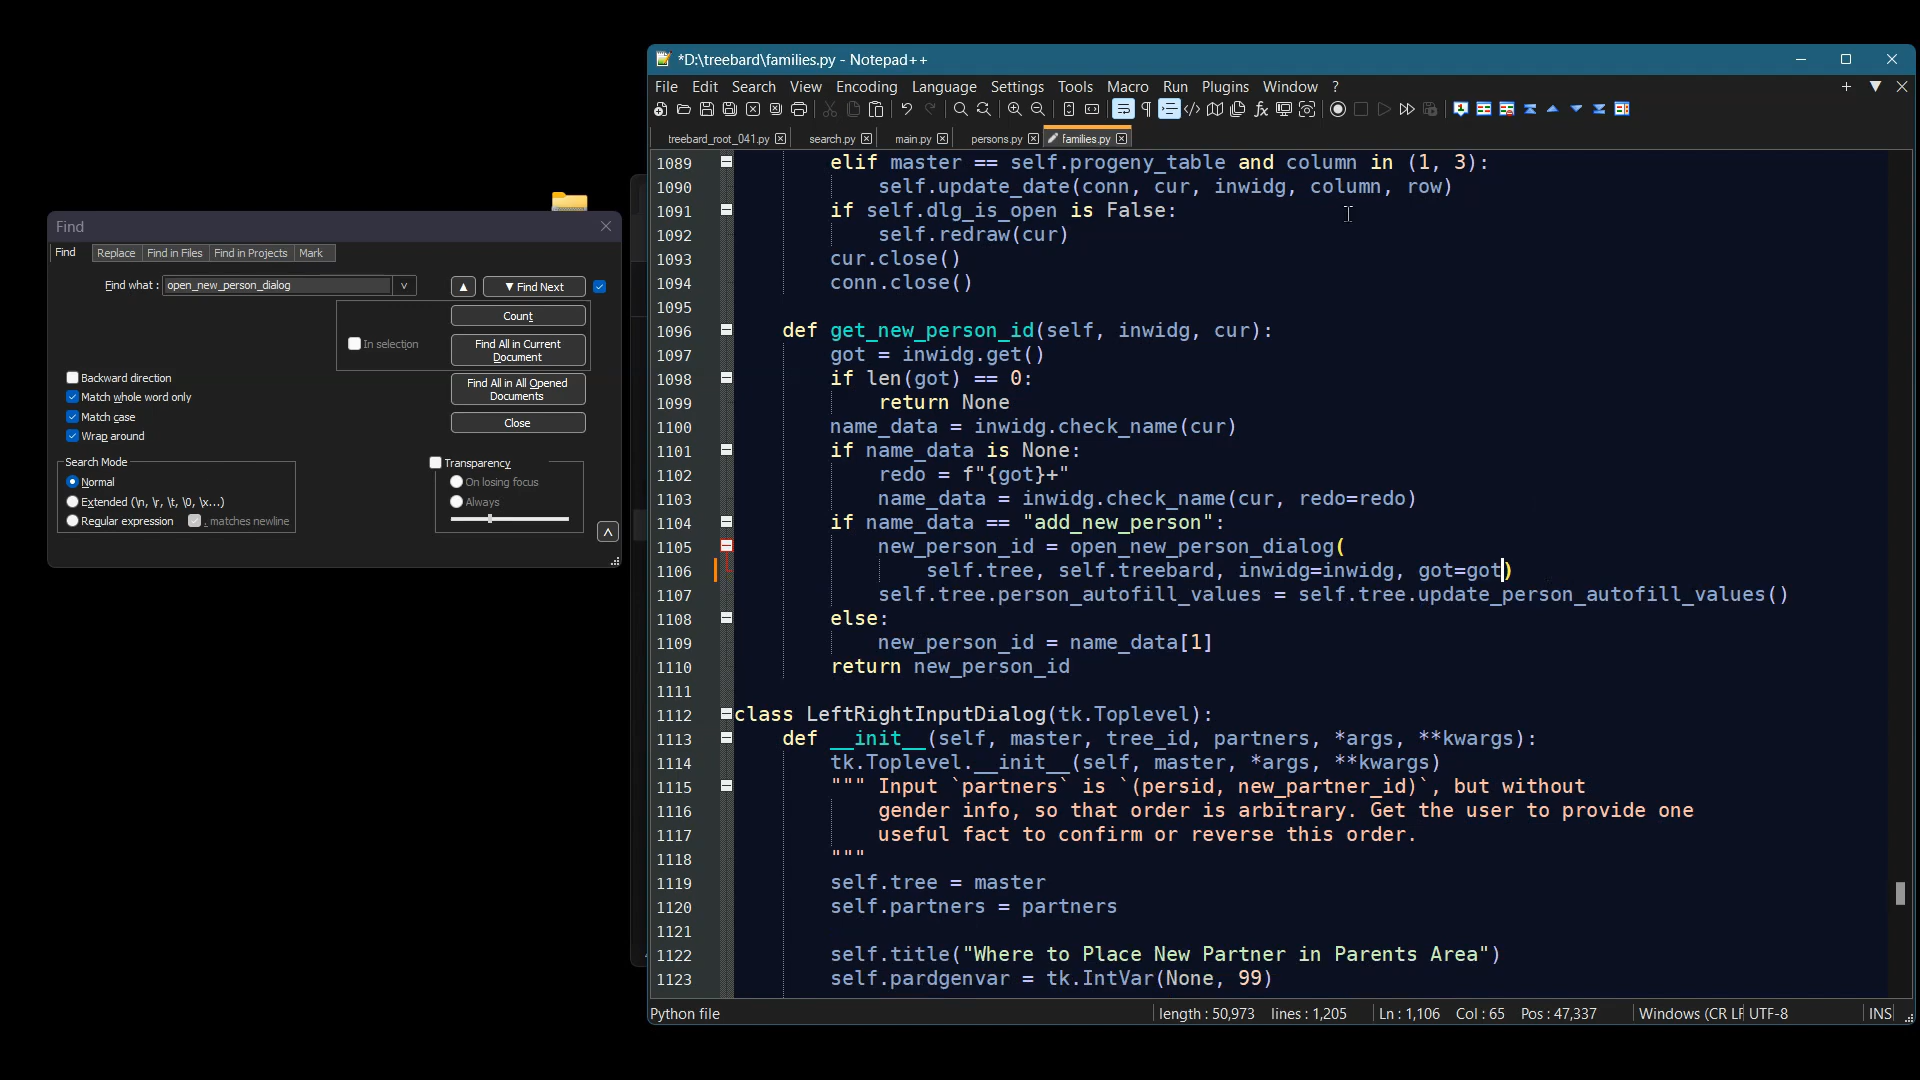 *D:\treebard\families.py - Notepad++
File Edit Search View Encoding Language Settings Tools Macro Run Plugins Window ?
treebard_root_041.py search.py main.py persons.py families.py
1089 elif master == self.progeny_table and column in (1, 3):
1090 self.update_date(conn, cur, inwidg, column, row)
1091 if self.dlg_is_open is False:
1092 self.redraw(cur)
1093 cur.close()
1094 conn.close()
1095
1096 def get_new_person_id(self, inwidg, cur):
1097 got = inwidg.get()
1098 if len(got) == 0:
1099 return None
1100 name_data = inwidg.check_name(cur)
1101 if name_data is None:
1102 redo = f"{got}+"
1103 name_data = inwidg.check_name(cur, redo=redo)
1104 if name_data == "add_new_person":
1105 new_person_id = open_new_person_dialog(
1106 self.tree, self.treebard, inwidg=inwidg, got=got)
1107 self.tree.person_autofill_values = self.tree.update_person_autofill_values()
1108 else:
1109 new_person_id = name_data[1]
1110 return new_person_id
1111
1112 class LeftRightInputDialog(tk.Toplevel):
1113 def __init__(self, master, tree_id, partners, *args, **kwargs):
1114 tk.Toplevel.__init__(self, master, *args, **kwargs)
1115 """ Input `partners` is `(persid, new_partner_id)`, but without
1116 gender info, so that order is arbitrary. Get the user to provide one
1117 useful fact to confirm or reverse this order.
1118 """
1119 self.tree = master
1120 self.partners = partners
1121
1122 self.title("Where to Place New Partner in Parents Area")
1123 self.pardgenvar = tk.IntVar(None, 99)
Python file length : 50,973 lines : 1,205 Ln : 1,106 Col : 65 Pos : 47,337 Windows (CR LF UTF-8 INS
Find
Find Replace Find in Files Find in Projects Mark
Find what : open_new_person_dialog ▲ ▼ Find Next
Count
In selection
Find All in Current
Document
Backward direction
Find All in All Opened
Documents
Match whole word only
Match case
Close
Wrap around
Search Mode
Transparency
Normal
On losing focus
Extended (\n, \r, \t, \0, \x...)
Always
Regular expression . matches newline